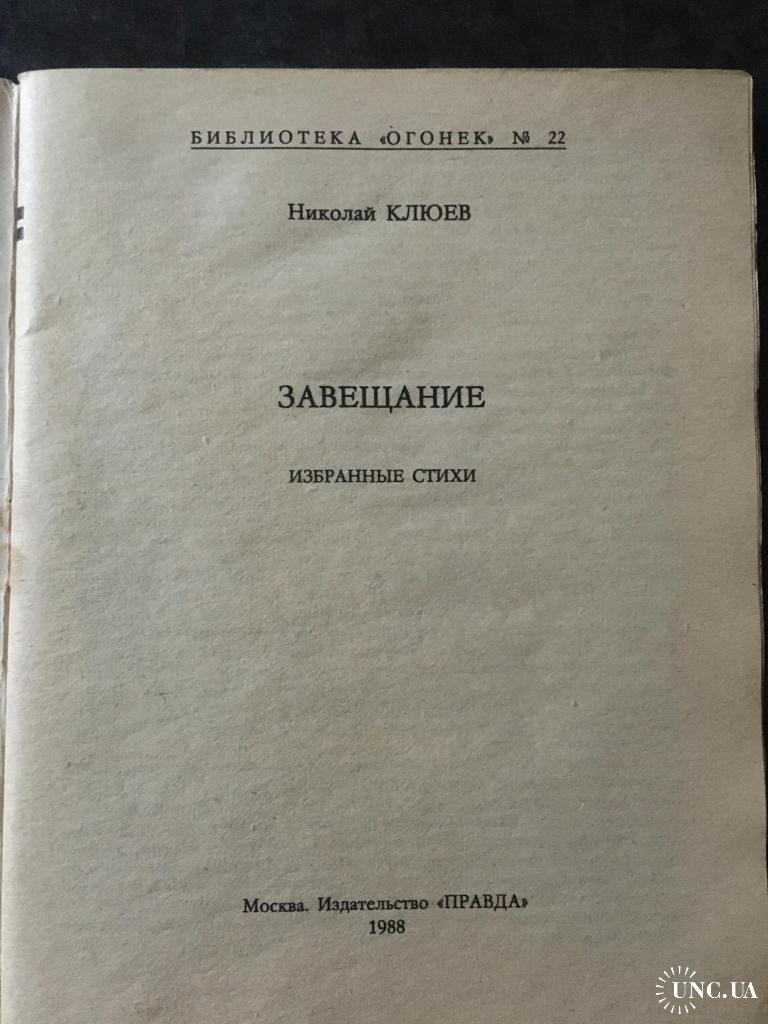 БИБЛИОТЕКА «ОГОНЕК» № 22
Николай КЛЮЕВ
ЗАВЕЩАНИЕ
ИЗБРАННЫЕ СТИХИ
Москва. Издательство «ПРАВДА»
1988
UNC.UA